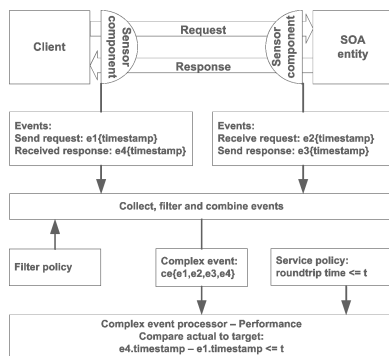 Client
Sensor
component
Request
Response
Sensor
component
SOA
entity
Events:
Send request: e1{timestamp}
Received response: e4{timestamp}
Events:
Receive request: e2{timestamp}
Send response: e3{timestamp}
Collect, filter and combine events
Filter policy
Complex event:
ce{e1,e2,e3,e4}
Service policy:
roundtrip time <= t
Complex event processor – Performance
Compare actual to target:
e4.timestamp – e1.timestamp <= t